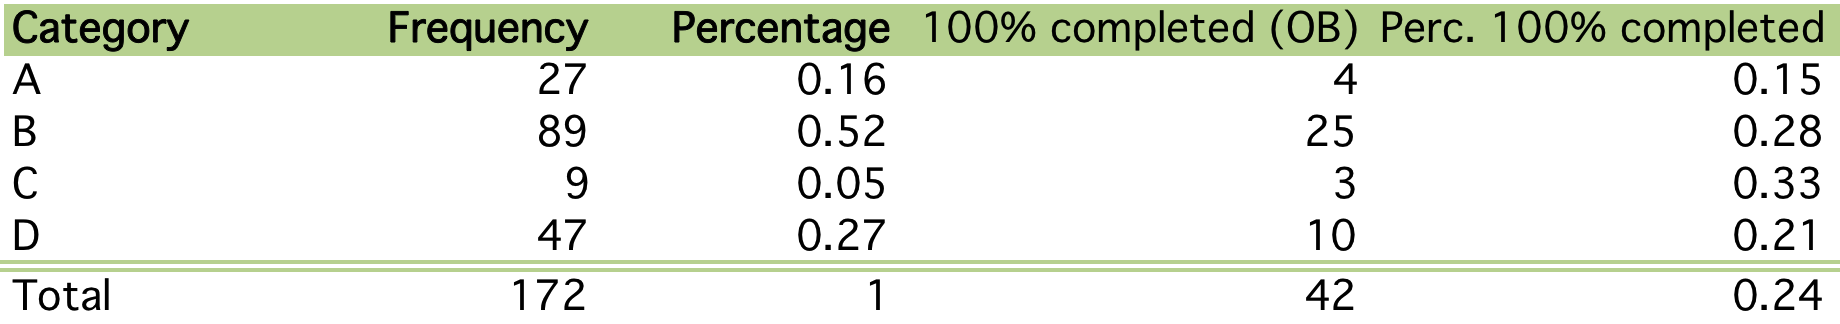 Category Frequency Percentage 100% completed (OB) Perc. 100% completed
A 27 0.16 4 0.15
B 89 0.52 25 0.28
C 9 0.05 3 0.33
D 47 0.27 10 0.21
Total 172 1 42 0.24